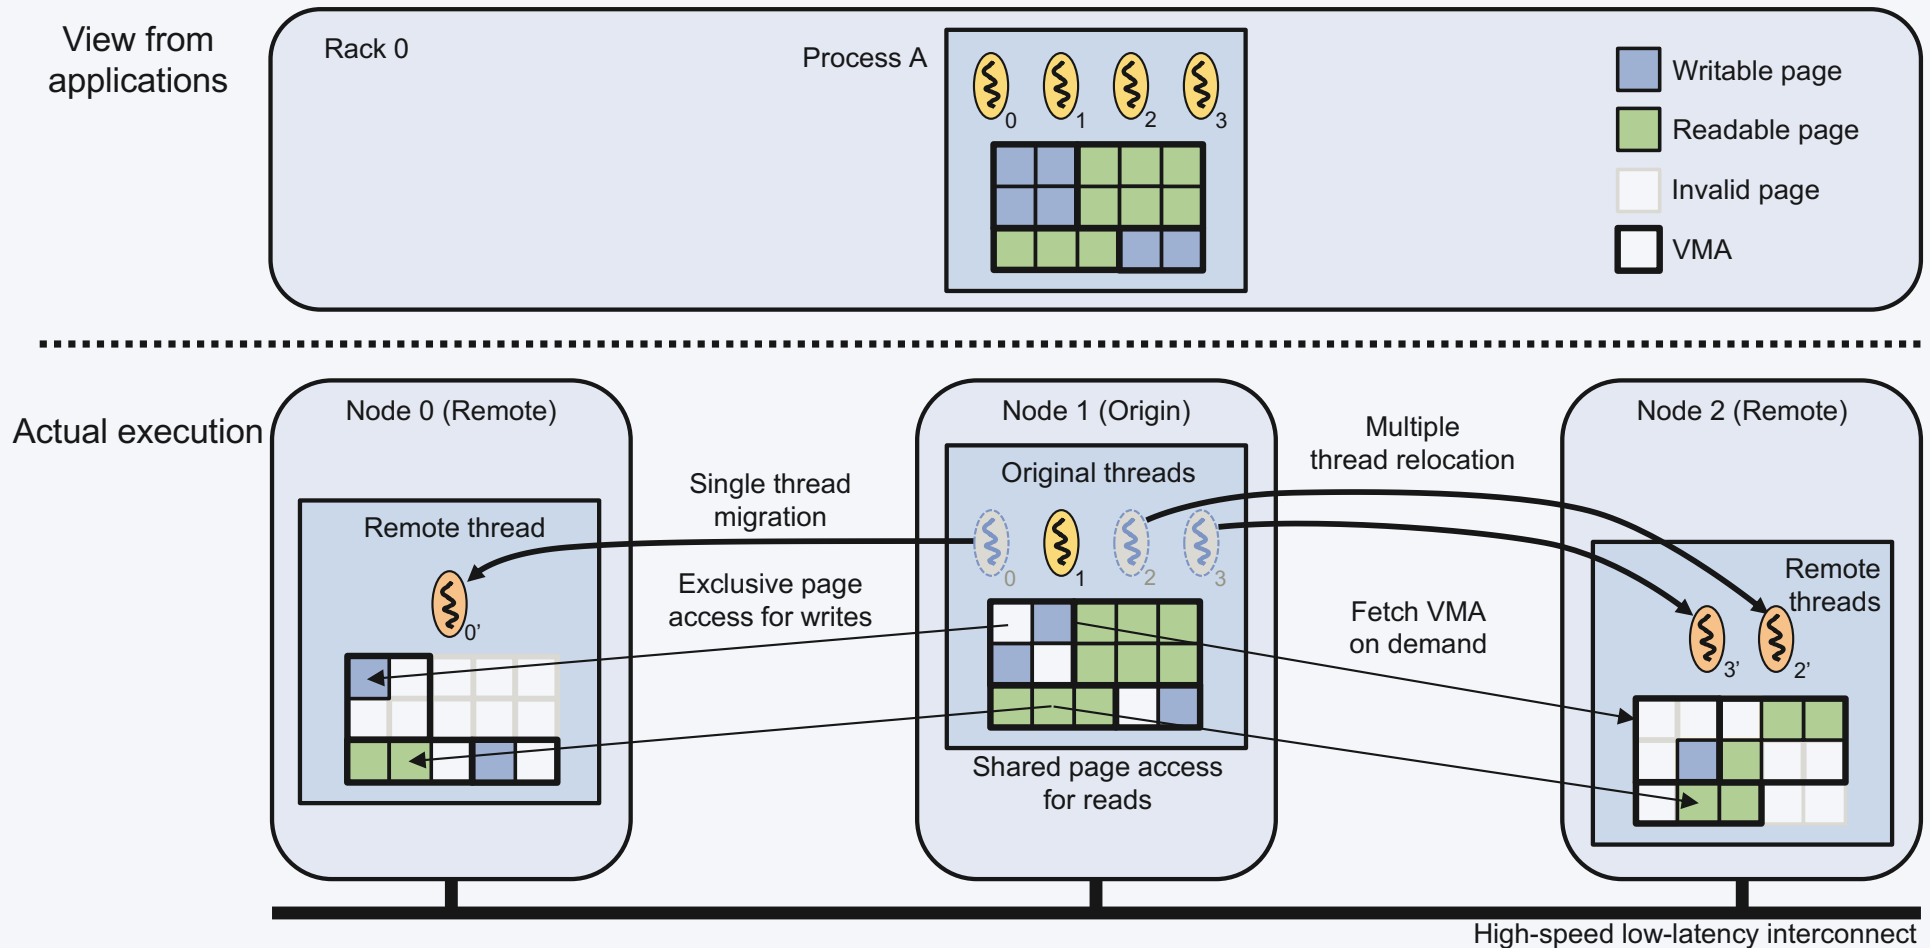 View from
applications
Rack 0
Process A
0
1
2
3
Writable page
Readable page
Invalid page
VMA
Actual execution
Node 0 (Remote)
Remote thread
0’
Single thread
migration
Exclusive page
access for writes
Node 1 (Origin)
Original threads
0
1
2
3
Shared page access
for reads
Multiple
thread relocation
Fetch VMA
on demand
Node 2 (Remote)
Remote
threads
3’
2’
High-speed low-latency interconnect